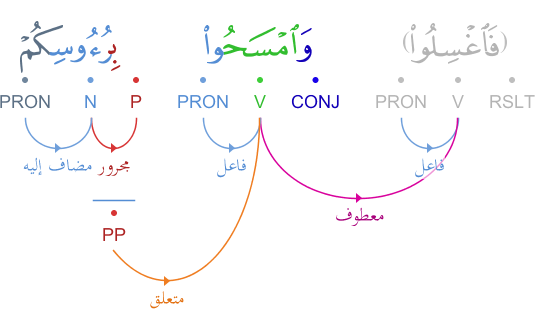 (فَٱغْسِلُوا۟) وَٱمْسَحُوا۟ بِرُءُوسِكُمْ
RSLT V PRON CONJ V PRON P N PRON
فاعل فاعل مجرور مضاف إليه
معطوف
PP
متعلق